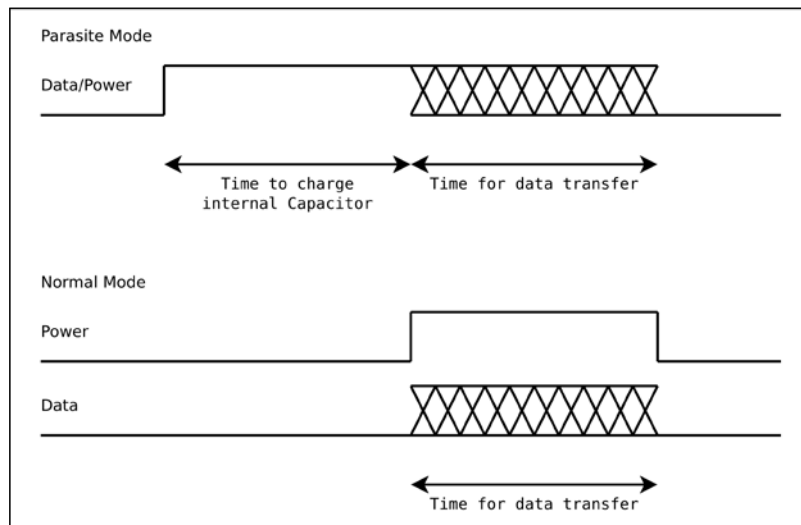 Parasite Mode
Data/Power
Time to charge
internal Capacitor
Time for data transfer
Normal Mode
Power
Data
Time for data transfer